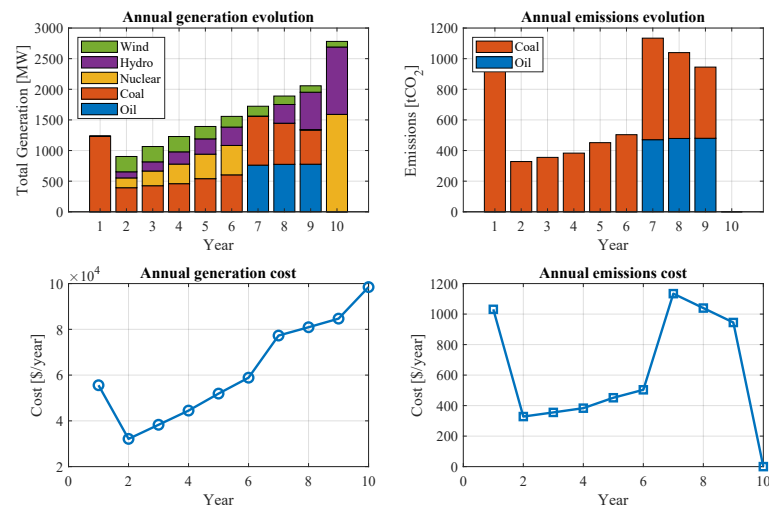 Annual generation evolution
3000
2500
2000
1500
1000
500
0
Total Generation [MW]
Wind
Hydro
Nuclear
Coal
Oil
1 2 3 4 5 6 7 8 9 10
Year
Annual emissions evolution
1200
1000
800
600
400
200
0
Emissions [tCO₂]
Coal
Oil
1 2 3 4 5 6 7 8 9 10
Year
Annual generation cost
× 10⁴
10
8
6
4
2
Cost [$/year]
0 2 4 6 8 10
Year
Annual emissions cost
1200
1000
800
600
400
200
0
Cost [$/year]
0 2 4 6 8 10
Year